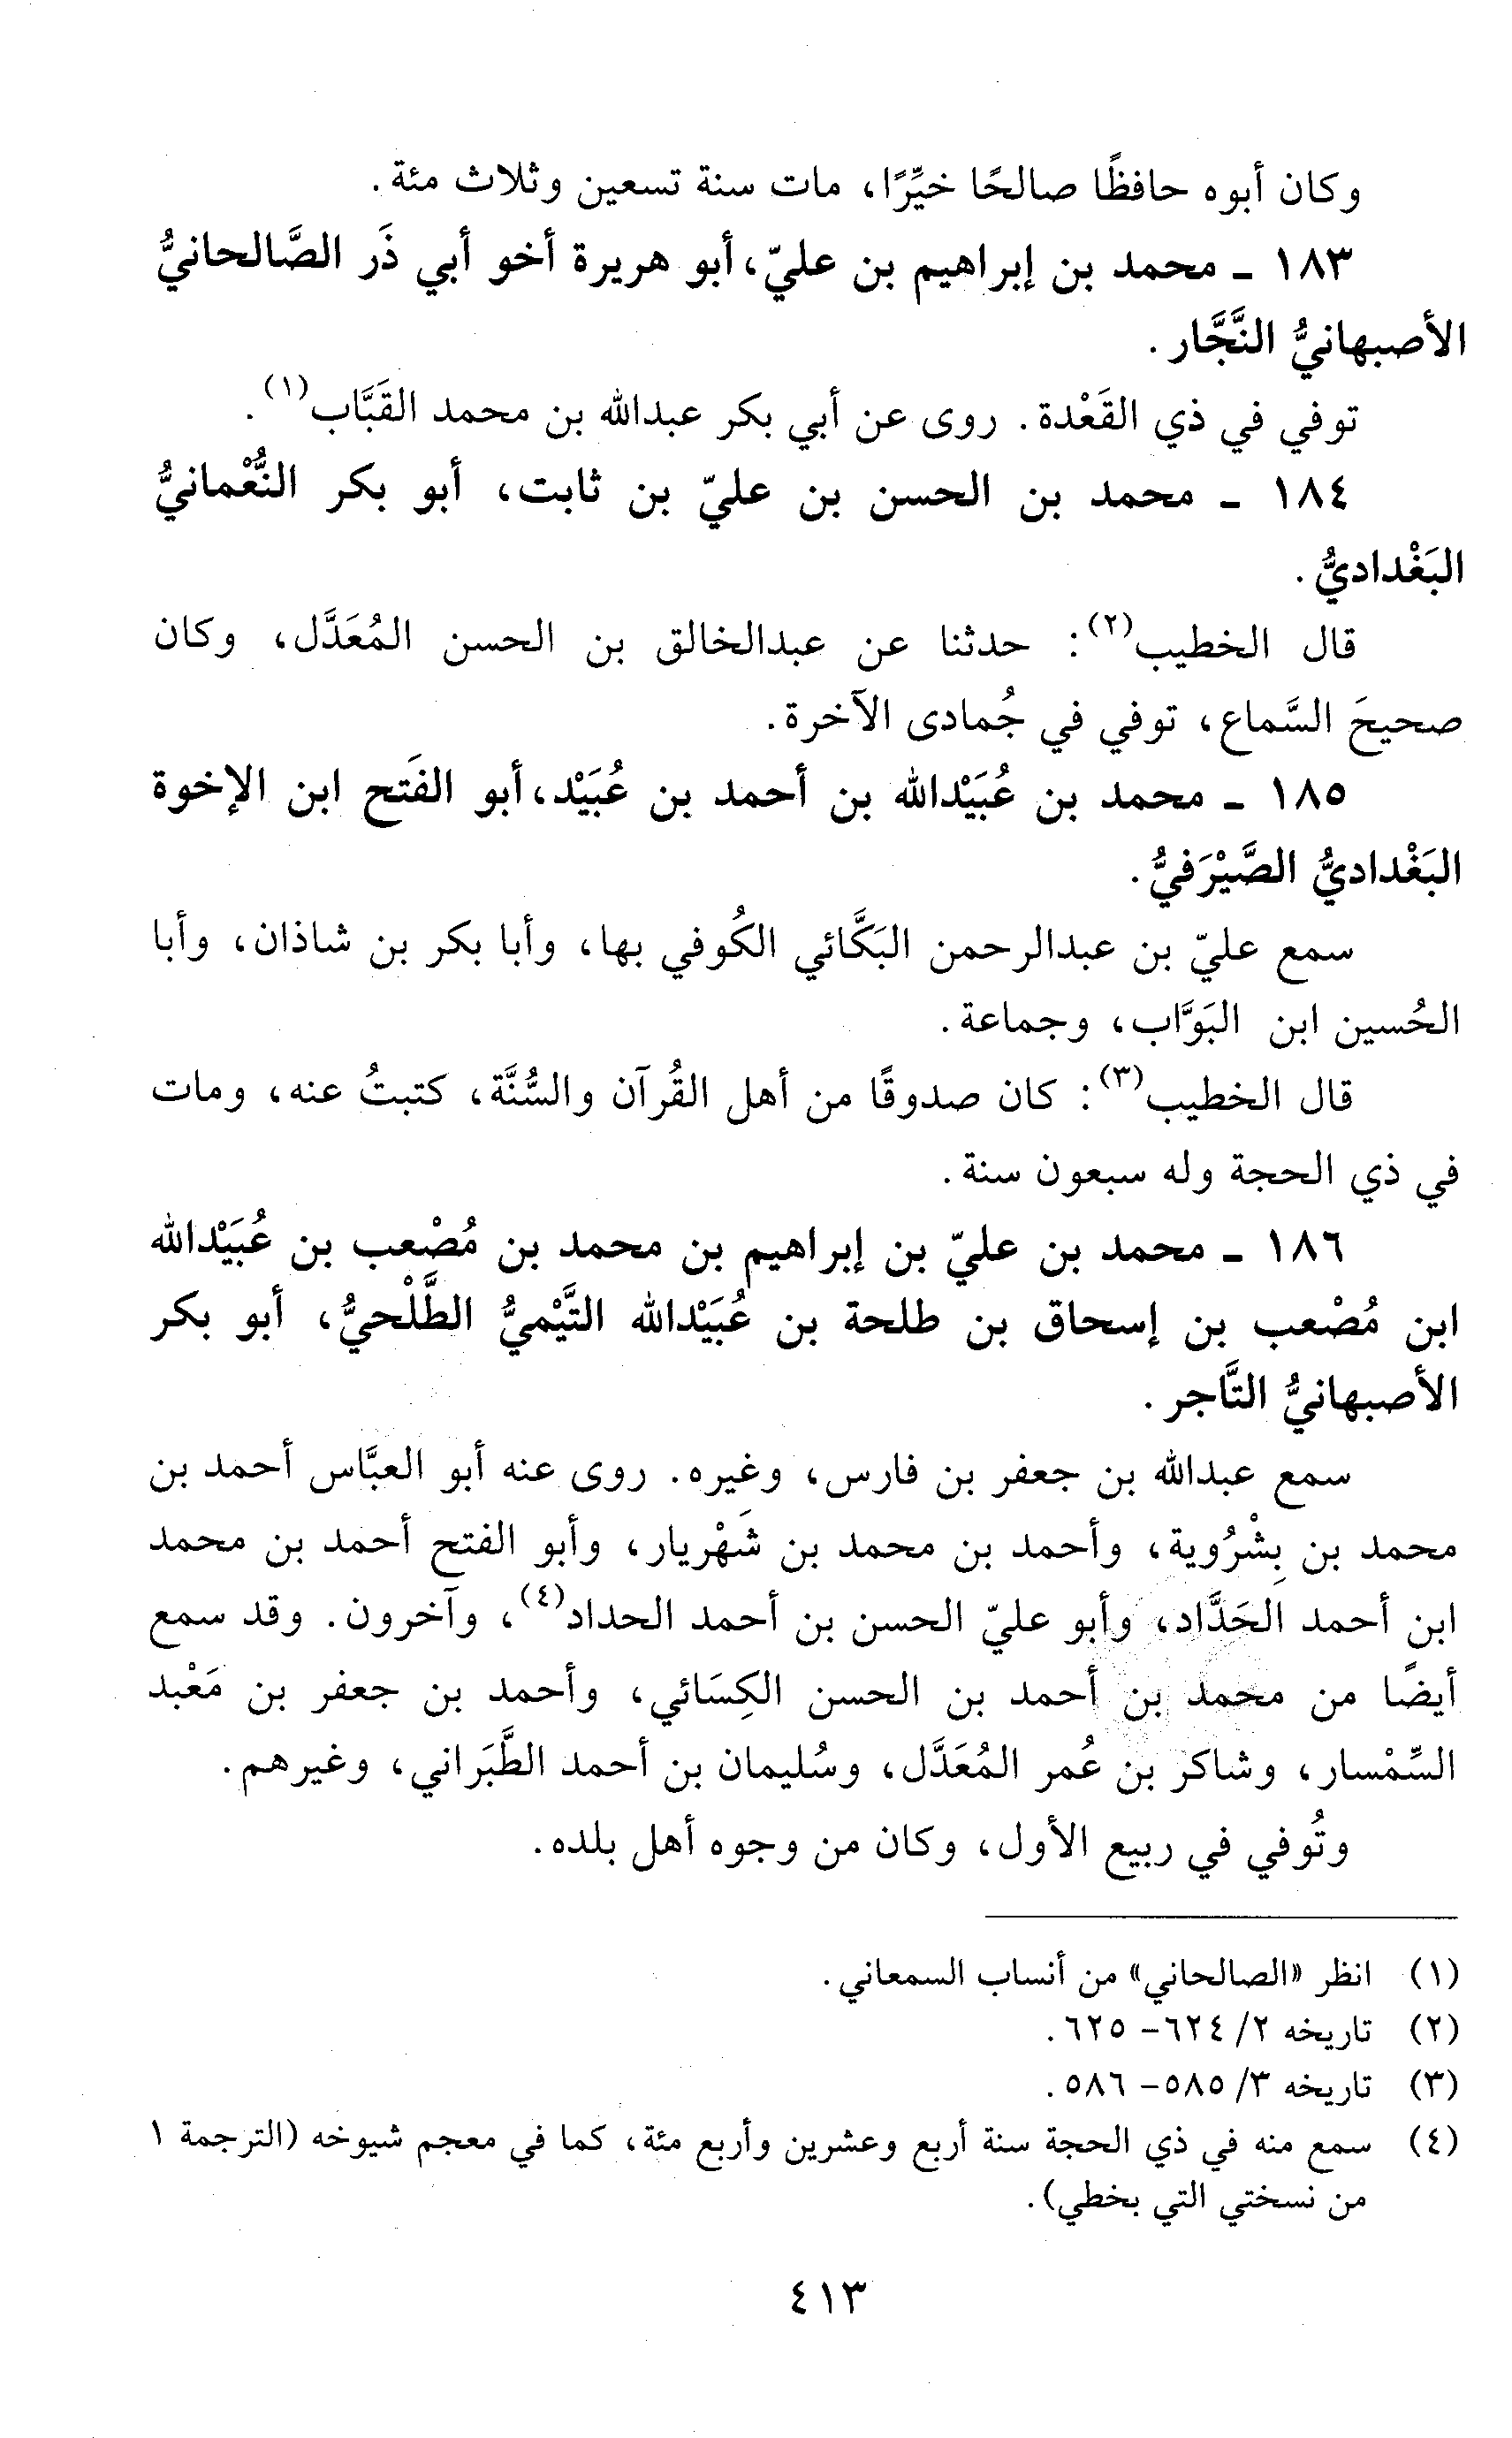 وكان أبوه حافظًا صالحًا خيِّرًا، مات سنة تسعين وثلاث مئة.
١٨٣ ـ محمد بن إبراهيم بن عليّ، أبو هريرة أخو أبي ذَر الصَّالحانيُّ
الأصبهانيُّ النَّجَّار.
توفي في ذي القَعْدة. روى عن أبي بكر عبدالله بن محمد القَبَّاب(١).
١٨٤ ـ محمد بن الحسن بن عليّ بن ثابت، أبو بكر النُّعْمانيُّ
البَغْداديُّ.
قال الخطيب(٢): حدثنا عن عبدالخالق بن الحسن المُعَدَّل، وكان
صحيحَ السَّماع، توفي في جُمادى الآخرة.
١٨٥ ـ محمد بن عُبَيْدالله بن أحمد بن عُبَيْد، أبو الفَتح ابن الإخوة
البَغْداديُّ الصَّيْرَفيُّ.
سمع عليّ بن عبدالرحمن البَكَّائي الكُوفي بها، وأبا بكر بن شاذان، وأبا
الحُسين ابن البَوَّاب، وجماعة.
قال الخطيب(٣): كان صدوقًا من أهل القُرآن والسُّنَّة، كتبتُ عنه، ومات
في ذي الحجة وله سبعون سنة.
١٨٦ ـ محمد بن عليّ بن إبراهيم بن محمد بن مُصْعب بن عُبَيْدالله
ابن مُصْعب بن إسحاق بن طلحة بن عُبَيْدالله التَّيْميُّ الطَّلْحيُّ، أبو بكر
الأصبهانيُّ التَّاجر.
سمع عبدالله بن جعفر بن فارس، وغيره. روى عنه أبو العبَّاس أحمد بن
محمد بن بِشْرُوية، وأحمد بن محمد بن شَهْريار، وأبو الفتح أحمد بن محمد
ابن أحمد الحَدَّاد، وأبو عليّ الحسن بن أحمد الحداد(٤)، وآخرون. وقد سمع
أيضًا من محمد بن أحمد بن الحسن الكِسَائي، وأحمد بن جعفر بن مَعْبد
السِّمْسار، وشاكر بن عُمر المُعَدَّل، وسُليمان بن أحمد الطَّبَراني، وغيرهم.
وتُوفي في ربيع الأول، وكان من وجوه أهل بلده.
(١) انظر «الصالحاني» من أنساب السمعاني.
(٢) تاريخه ٢/ ٦٢٤- ٦٢٥.
(٣) تاريخه ٣/ ٥٨٥- ٥٨٦.
(٤) سمع منه في ذي الحجة سنة أربع وعشرين وأربع مئة، كما في معجم شيوخه (الترجمة ١
من نسختي التي بخطي).
٤١٣